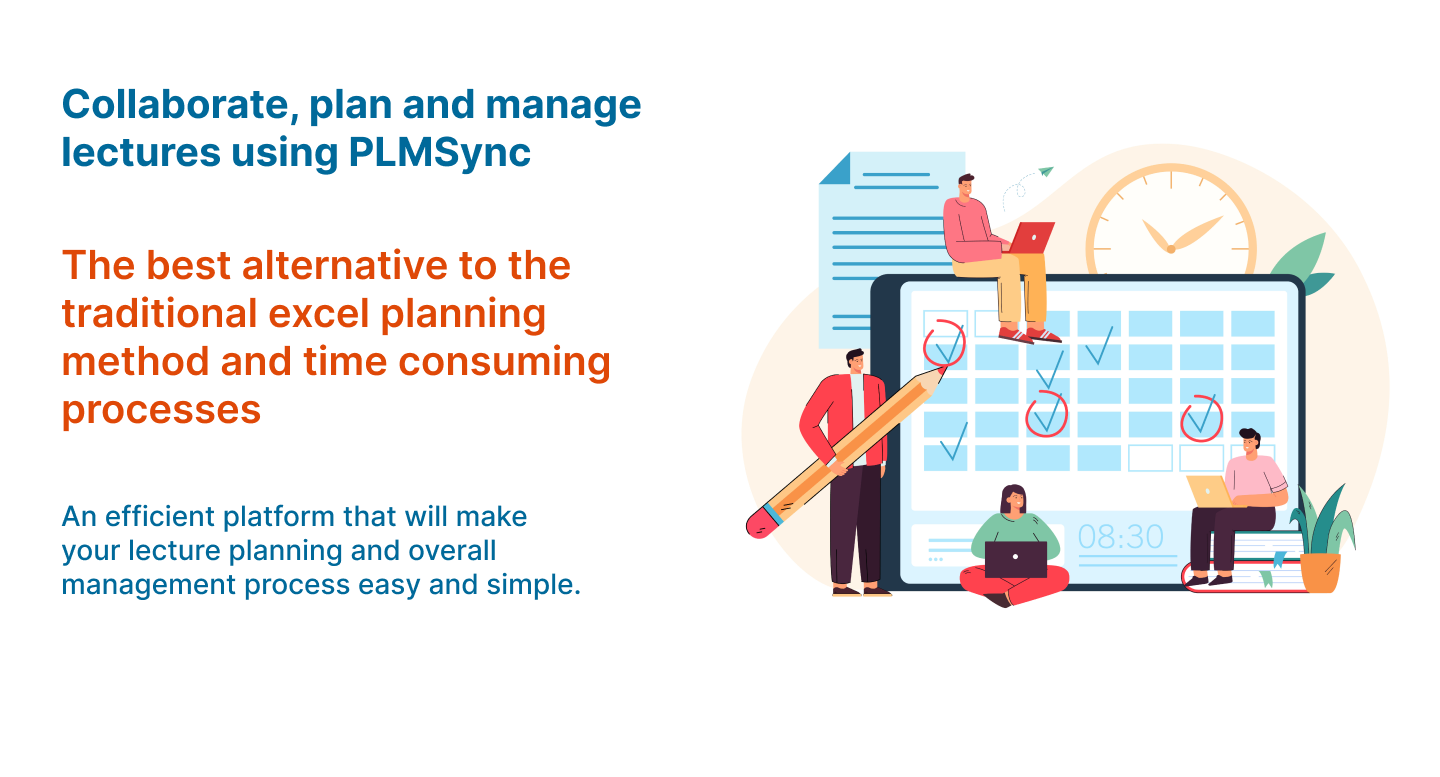 Collaborate, plan and manage
lectures using PLMSync
The best alternative to the
traditional excel planning
method and time consuming
processes
An efficient platform that will make
your lecture planning and overall
management process easy and simple.
08:30